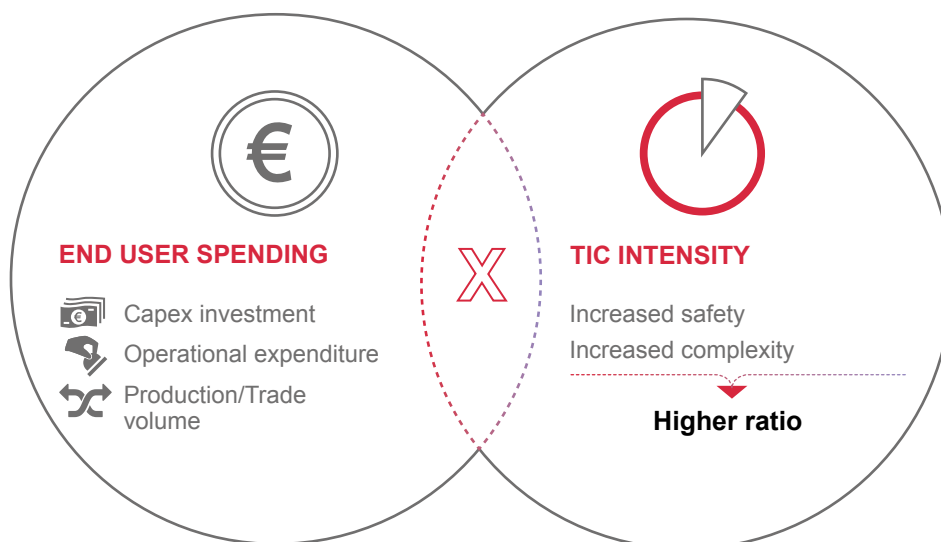 €
END USER SPENDING
€
Capex investment
Operational expenditure
Production/Trade
volume
X
TIC INTENSITY
Increased safety
Increased complexity
Higher ratio